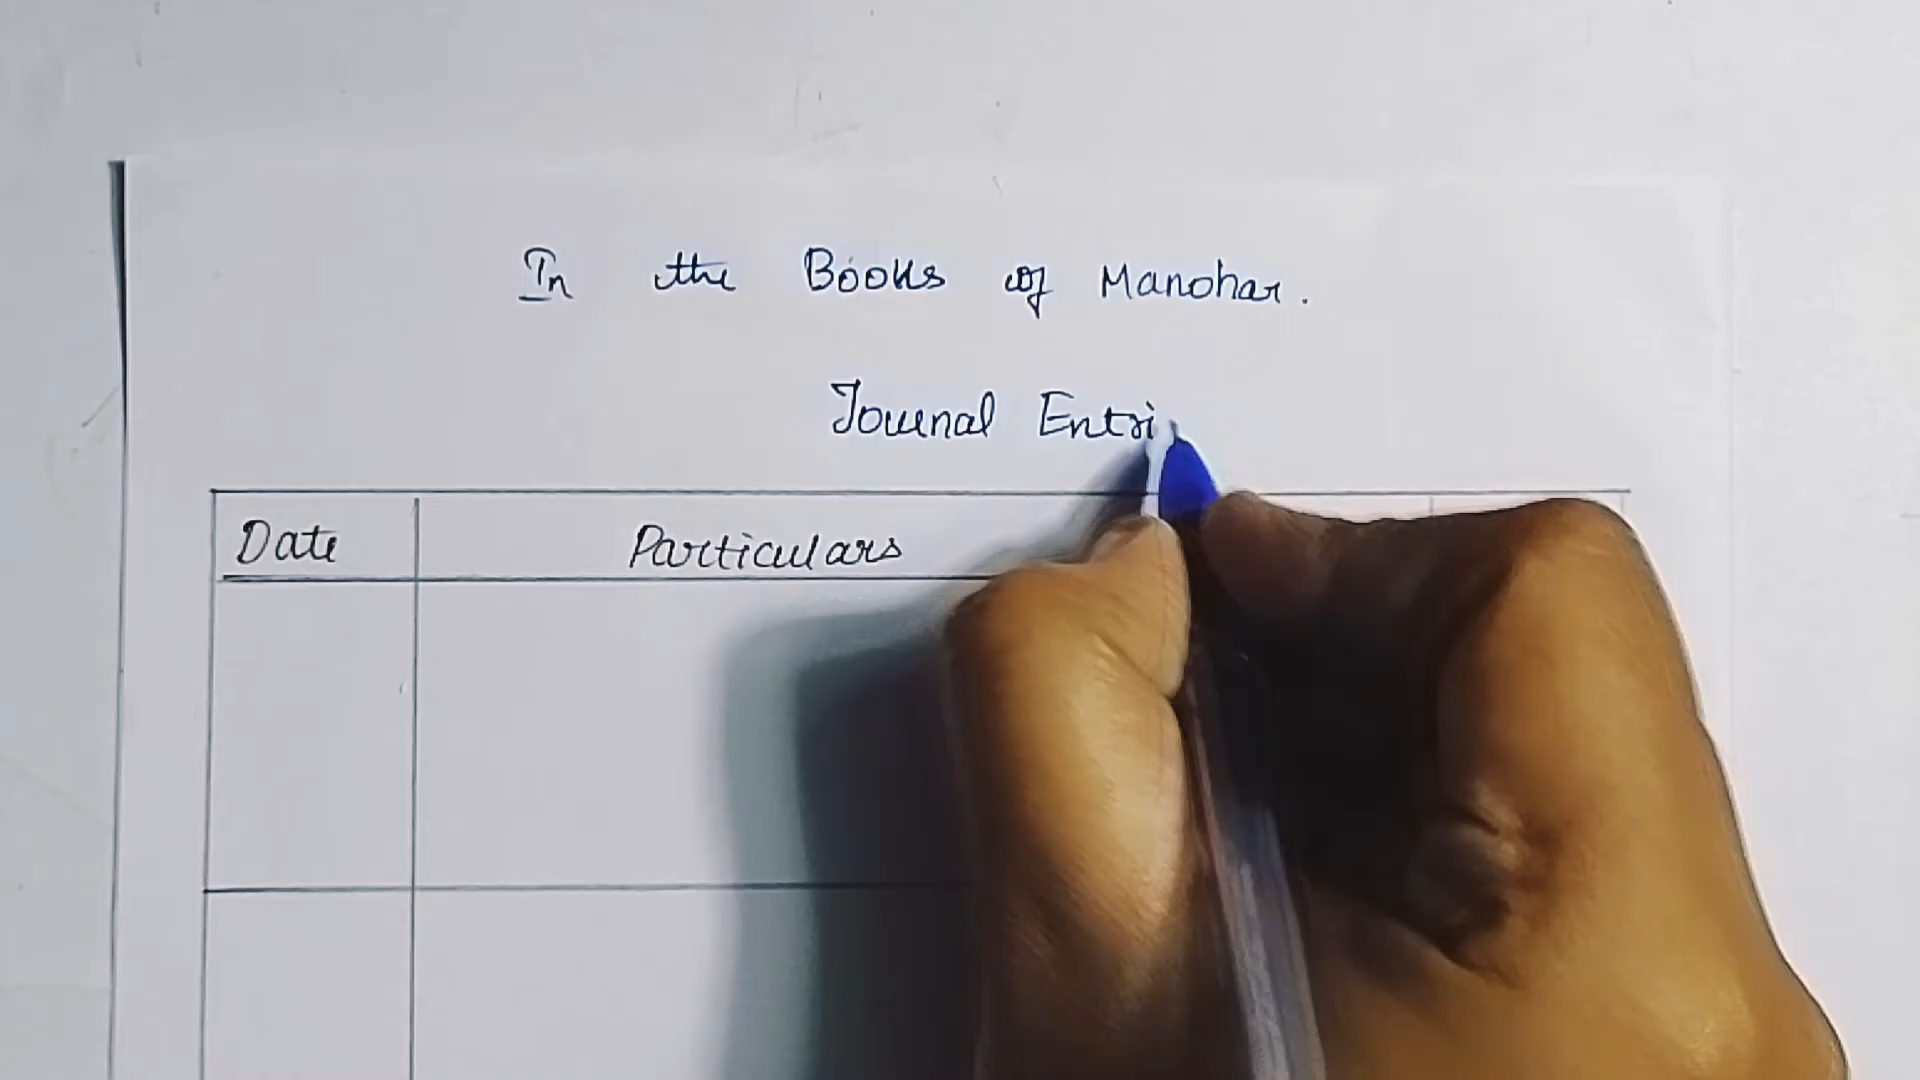 In the Books of Manohar.
Journal Entri
Date Particulars